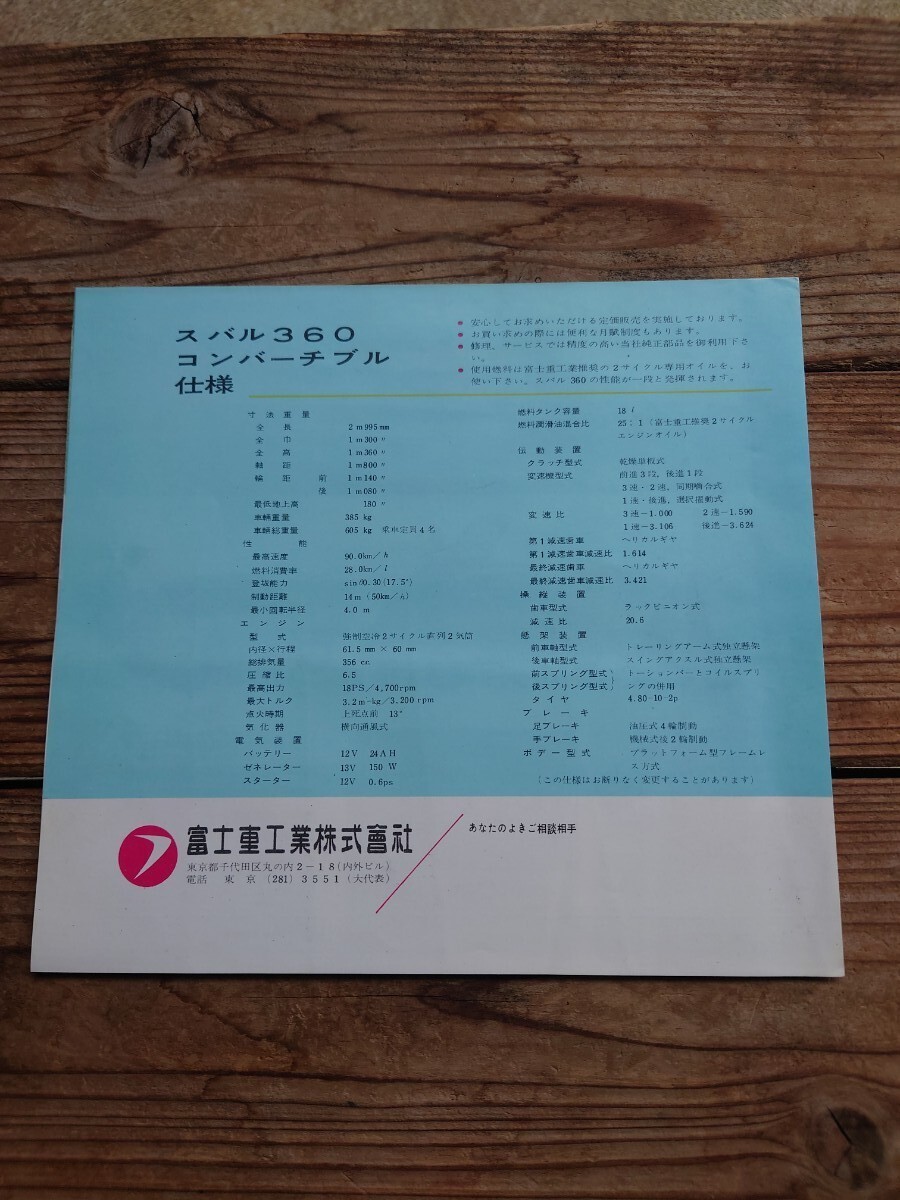 スバル360
コンバーチブル
仕様
● 安心してお求めいただける定価販売を実施しております。
● お買い求めの際には便利な月賦制度もあります。
● 修理、サービスでは精度の高い当社純正部品を御利用下さ
い。
● 使用燃料は富士重工業推奨の2サイクル専用オイルを、お
使い下さい。スバル360の性能が一段と発揮されます。
寸法重量
全長 2m995mm
全巾 1m300〃
全高 1m360〃
軸距 1m800〃
輪距 前 1m140〃
後 1m080〃
最低地上高 180〃
車輌重量 385kg
車輌総重量 605kg 乗車定員4名
性能
最高速度 90.0km/h
燃料消費率 28.0km/l
登坂能力 sinθ0.30(17.5°)
制動距離 14m(50km/h)
最小回転半径 4.0m
エンジン
型式 強制空冷2サイクル直列2気筒
内径×行程 61.5mm×60mm
総排気量 356cc
圧縮比 6.5
最高出力 18PS/4,700rpm
最大トルク 3.2m-kg/3,200rpm
点火時期 上死点前 13°
気化器 横向通風式
電気装置
バッテリー 12V 24AH
ゼネレーター 13V 150W
スターター 12V 0.6ps
燃料タンク容量 18l
燃料潤滑油混合比 25:1(富士重工推奨2サイクル
エンジンオイル)
伝動装置
クラッチ型式 乾燥単板式
変速機型式 前進3段、後進1段
3速・2速、同期噛合式
1速・後進、選択摺動式
変速比 3速-1.000 2速-1.590
1速-3.106 後進-3.624
第1減速歯車 ヘリカルギヤ
第1減速歯車減速比 1.614
最終減速歯車 ヘリカルギヤ
最終減速歯車減速比 3.421
操縦装置
歯車型式 ラックピニオン式
減速比 20.6
懸架装置
前車軸型式 トレーリングアーム式独立懸架
後車軸型式 スイングアクスル式独立懸架
前スプリング型式 トーションバーとコイルスプリ
後スプリング型式 ングの併用
タイヤ 4.80-10-2p
ブレーキ
足ブレーキ 油圧式4輪制動
手ブレーキ 機械式後2輪制動
ボデー型式 プラットフォーム型フレームレ
ス方式
(この仕様はお断りなく変更することがあります)
富士重工業株式會社
東京都千代田区丸の内2-18(内外ビル)
電話 東京(281)3551(大代表)
あなたのよきご相談相手